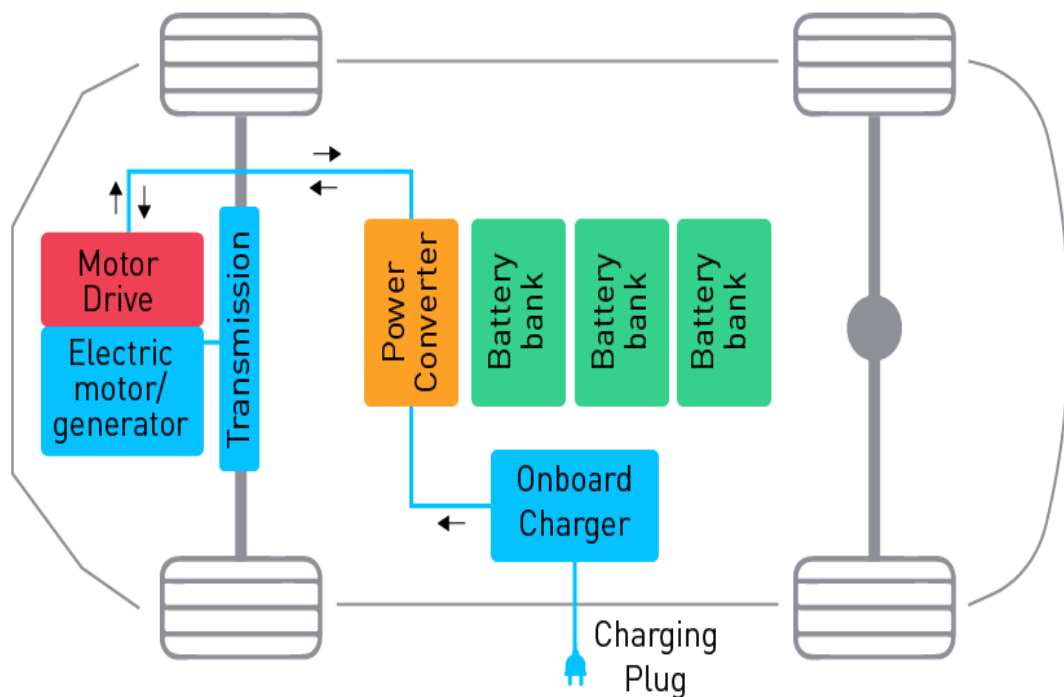 Motor
Drive
Electric
motor/
generator
Transmission
Power
Converter
Battery
bank
Battery
bank
Battery
bank
Onboard
Charger
Charging
Plug